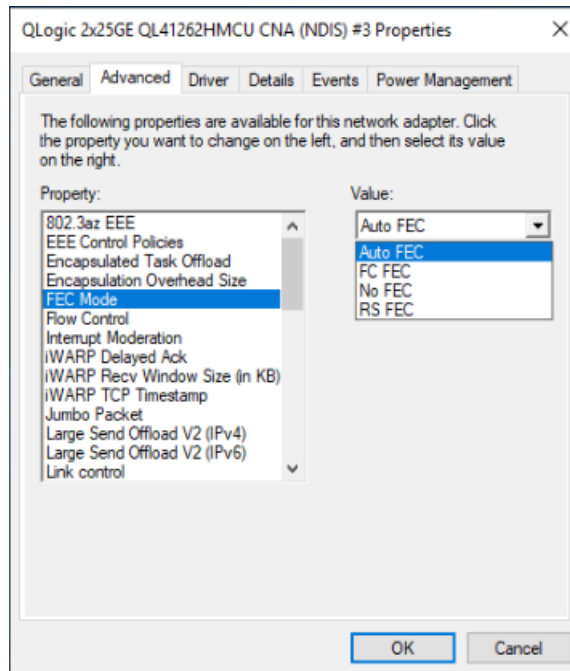 QLogic 2x25GE QL41262HMCU CNA (NDIS) #3 Properties
General Advanced Driver Details Events Power Management
The following properties are available for this network adapter. Click
the property you want to change on the left, and then select its value
on the right.
Property:
802.3az EEE
EEE Control Policies
Encapsulated Task Offload
Encapsulation Overhead Size
FEC Mode
Flow Control
Interrupt Moderation
iWARP Delayed Ack
iWARP Recv Window Size (in KB)
iWARP TCP Timestamp
Jumbo Packet
Large Send Offload V2 (IPv4)
Large Send Offload V2 (IPv6)
Link control
Value:
Auto FEC
Auto FEC
FC FEC
No FEC
RS FEC
OK Cancel